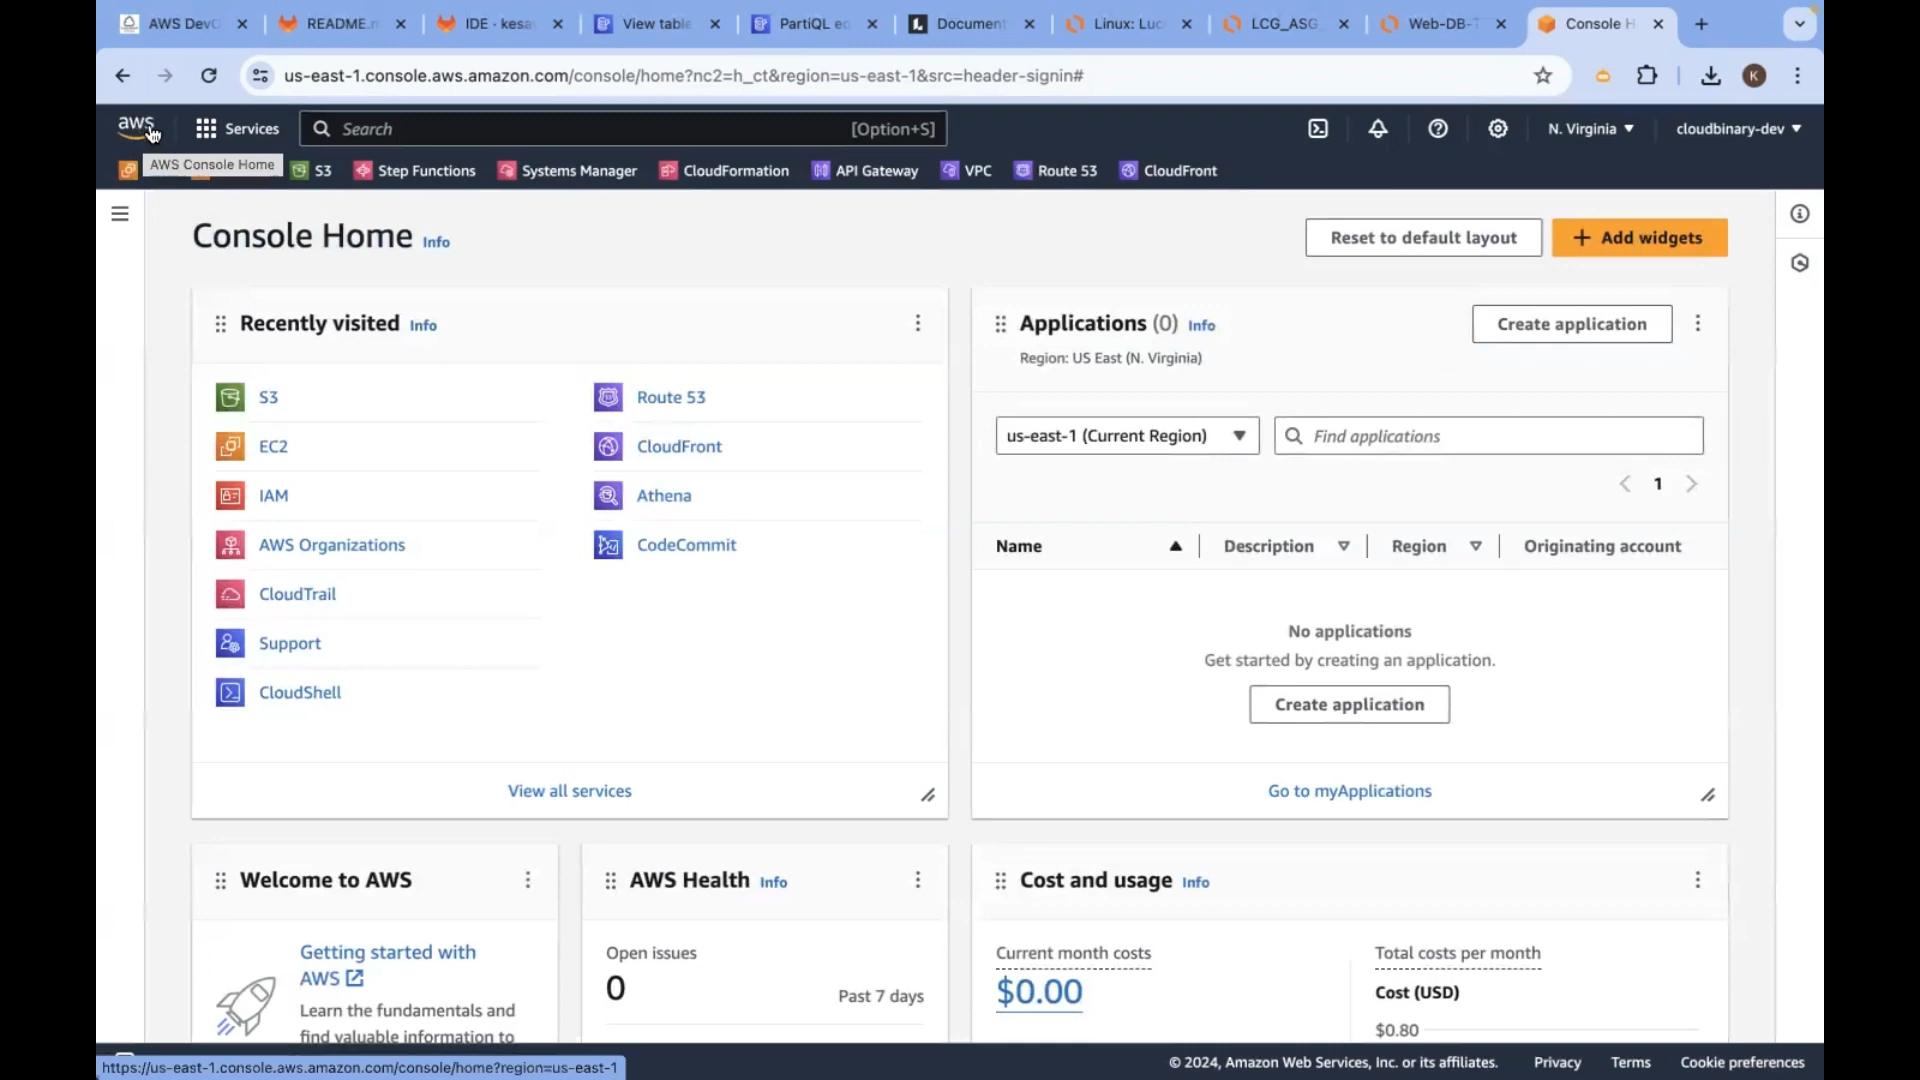 AWS DevO
README.m
IDE - kesa
View table
PartiQL ed
Document
Linux: Luc
LCG_ASG
Web-DB-T
Console H
us-east-1.console.aws.amazon.com/console/home?nc2=h_ct&region=us-east-1&src=header-signin#
K
aws
Services
Search
[Option+S]
N. Virginia
cloudbinary-dev
AWS Console Home
S3
Step Functions
Systems Manager
CloudFormation
API Gateway
VPC
Route 53
CloudFront
Console Home Info
Reset to default layout
+ Add widgets
Recently visited Info
S3
EC2
IAM
AWS Organizations
CloudTrail
Support
CloudShell
Route 53
CloudFront
Athena
CodeCommit
View all services
Applications (0) Info
Region: US East (N. Virginia)
Create application
us-east-1 (Current Region)
Find applications
1
Name
Description
Region
Originating account
No applications
Get started by creating an application.
Create application
Go to myApplications
Welcome to AWS
Getting started with
AWS
Learn the fundamentals and
find valuable information to
AWS Health Info
Open issues
0
Past 7 days
Cost and usage Info
Current month costs
$0.00
Total costs per month
Cost (USD)
$0.80
https://us-east-1.console.aws.amazon.com/console/home?region=us-east-1
© 2024, Amazon Web Services, Inc. or its affiliates.
Privacy
Terms
Cookie preferences